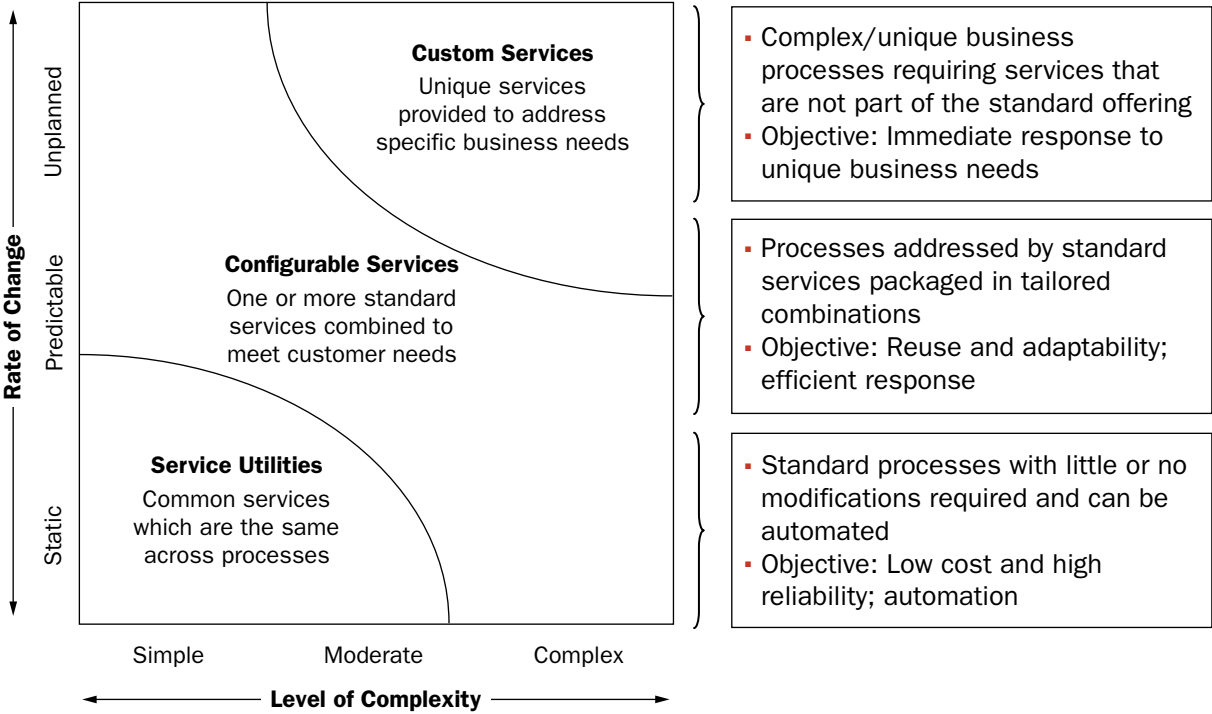 Rate of Change
Unplanned
Predictable
Static
Custom Services
Unique services
provided to address
specific business needs
Configurable Services
One or more standard
services combined to
meet customer needs
Service Utilities
Common services
which are the same
across processes
Simple
Moderate
Complex
Level of Complexity
▪ Complex/unique business
processes requiring services that
are not part of the standard offering
▪ Objective: Immediate response to
unique business needs
▪ Processes addressed by standard
services packaged in tailored
combinations
▪ Objective: Reuse and adaptability;
efficient response
▪ Standard processes with little or no
modifications required and can be
automated
▪ Objective: Low cost and high
reliability; automation